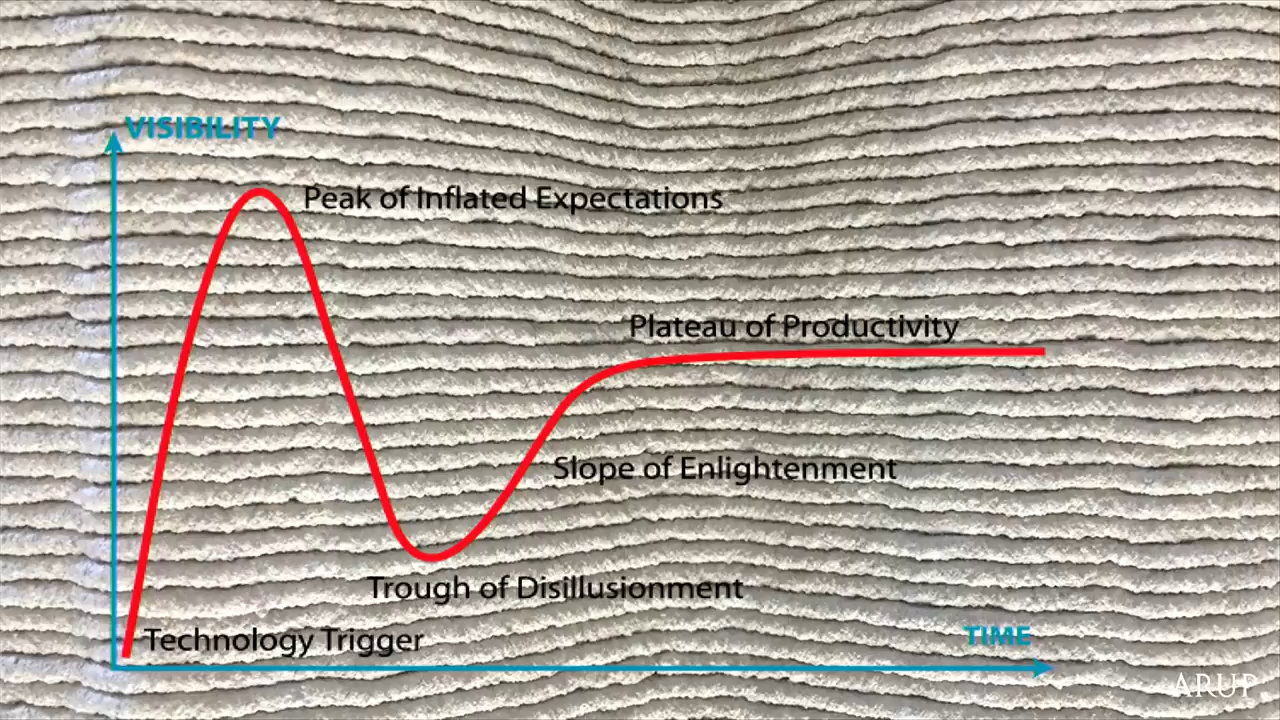 VISIBILITY
Peak of Inflated Expectations
Plateau of Productivity
Slope of Enlightenment
Trough of Disillusionment
Technology Trigger
TIME
ARUP